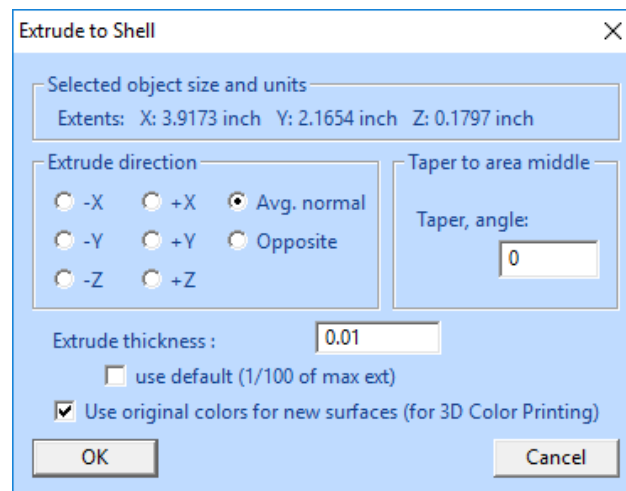 Extrude to Shell
Selected object size and units
Extents: X: 3.9173 inch Y: 2.1654 inch Z: 0.1797 inch
Extrude direction
-X +X Avg. normal
-Y +Y Opposite
-Z +Z
Taper to area middle
Taper, angle:
0
Extrude thickness : 0.01
use default (1/100 of max ext)
Use original colors for new surfaces (for 3D Color Printing)
OK Cancel